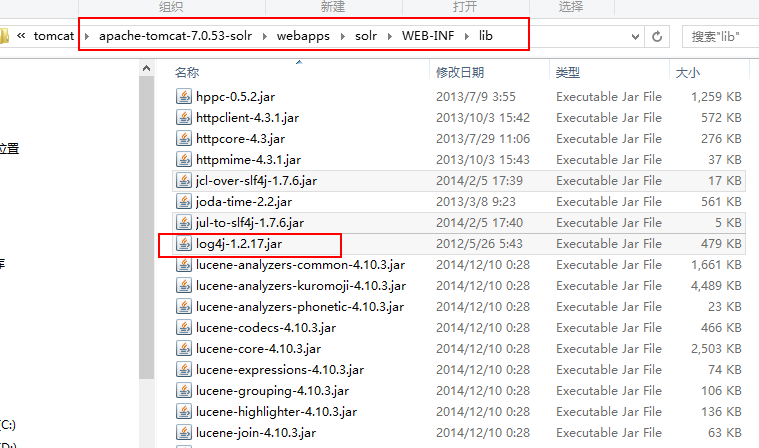 组织 新建 打开 选择
« tomcat apache-tomcat-7.0.53-solr webapps solr WEB-INF lib 搜索"lib"
名称 修改日期 类型 大小
hppc-0.5.2.jar 2013/7/9 3:55 Executable Jar File 1,259 KB
httpclient-4.3.1.jar 2013/10/3 15:42 Executable Jar File 572 KB
httpcore-4.3.jar 2013/7/29 11:06 Executable Jar File 276 KB
位置 httpmime-4.3.1.jar 2013/10/3 15:43 Executable Jar File 37 KB
jcl-over-slf4j-1.7.6.jar 2014/2/5 17:39 Executable Jar File 17 KB
joda-time-2.2.jar 2013/3/8 9:23 Executable Jar File 561 KB
jul-to-slf4j-1.7.6.jar 2014/2/5 17:40 Executable Jar File 5 KB
log4j-1.2.17.jar 2012/5/26 5:43 Executable Jar File 479 KB
库 lucene-analyzers-common-4.10.3.jar 2014/12/10 0:28 Executable Jar File 1,661 KB
lucene-analyzers-kuromoji-4.10.3.jar 2014/12/10 0:28 Executable Jar File 4,489 KB
lucene-analyzers-phonetic-4.10.3.jar 2014/12/10 0:28 Executable Jar File 23 KB
lucene-codecs-4.10.3.jar 2014/12/10 0:28 Executable Jar File 466 KB
lucene-core-4.10.3.jar 2014/12/10 0:28 Executable Jar File 2,503 KB
lucene-expressions-4.10.3.jar 2014/12/10 0:28 Executable Jar File 74 KB
lucene-grouping-4.10.3.jar 2014/12/10 0:28 Executable Jar File 106 KB
(C:) lucene-highlighter-4.10.3.jar 2014/12/10 0:28 Executable Jar File 136 KB
(D:) lucene-join-4.10.3.jar 2014/12/10 0:28 Executable Jar File 63 KB